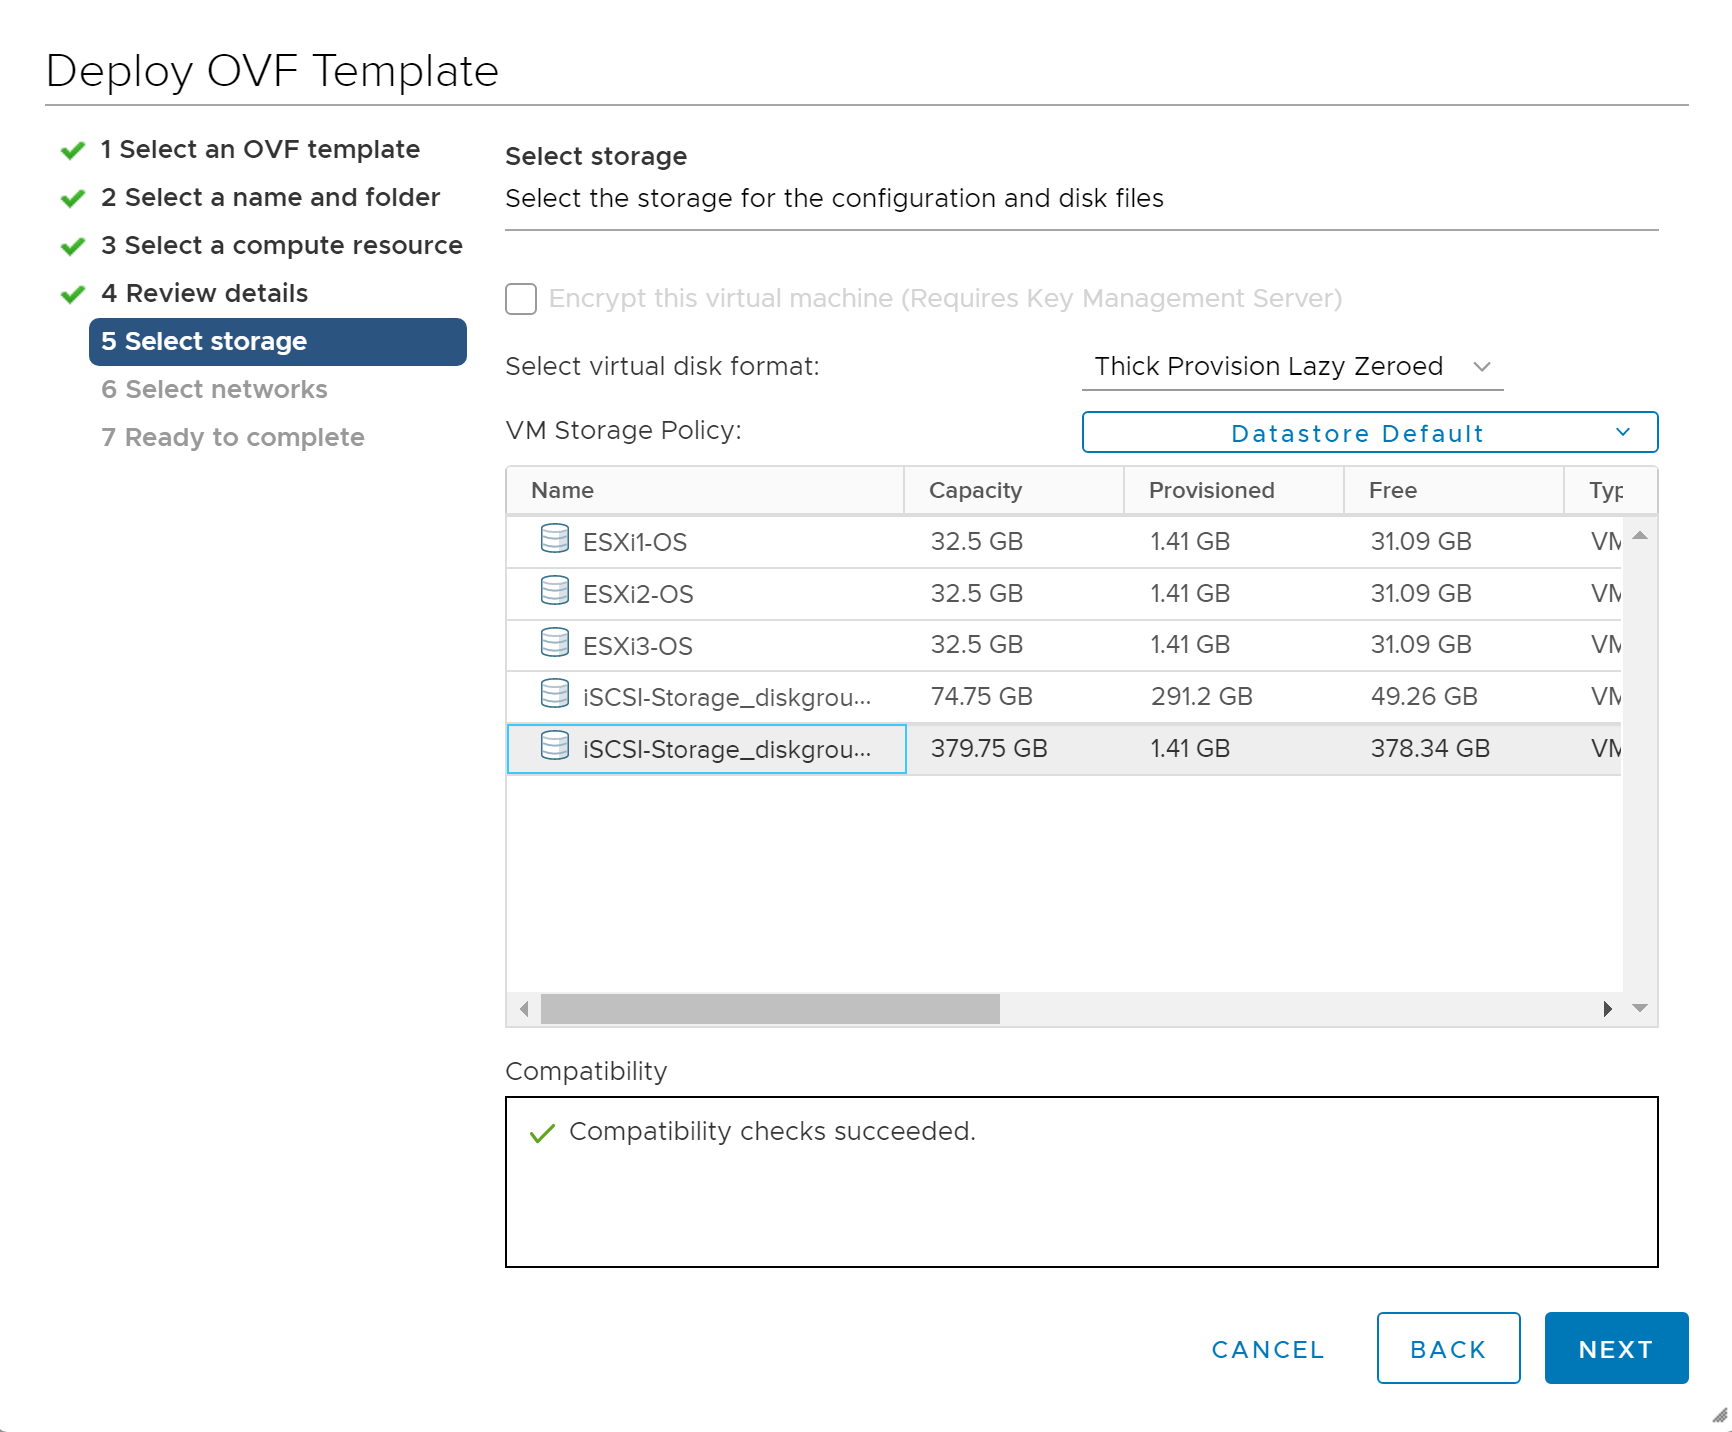 Deploy OVF Template
1 Select an OVF template
2 Select a name and folder
3 Select a compute resource
4 Review details
5 Select storage
6 Select networks
7 Ready to complete
Select storage
Select the storage for the configuration and disk files
Encrypt this virtual machine (Requires Key Management Server)
Select virtual disk format: Thick Provision Lazy Zeroed
VM Storage Policy: Datastore Default
Name Capacity Provisioned Free Typ
ESXi1-OS 32.5 GB 1.41 GB 31.09 GB VM
ESXi2-OS 32.5 GB 1.41 GB 31.09 GB VM
ESXi3-OS 32.5 GB 1.41 GB 31.09 GB VM
iSCSI-Storage_diskgrou... 74.75 GB 291.2 GB 49.26 GB VM
iSCSI-Storage_diskgrou... 379.75 GB 1.41 GB 378.34 GB VM
Compatibility
Compatibility checks succeeded.
CANCEL BACK NEXT